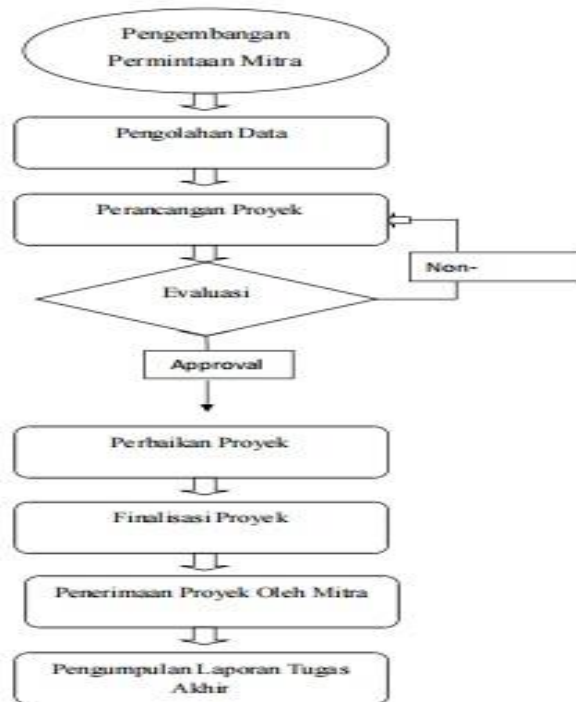 Pengembangan
Permintaan Mitra
Pengolahan Data
Perancangan Proyek
Non-
Evaluasi
Approval
Perbaikan Proyek
Finalisasi Proyek
Penerimaan Proyek Oleh Mitra
Pengumpulan Laporan Tugas
Akhir